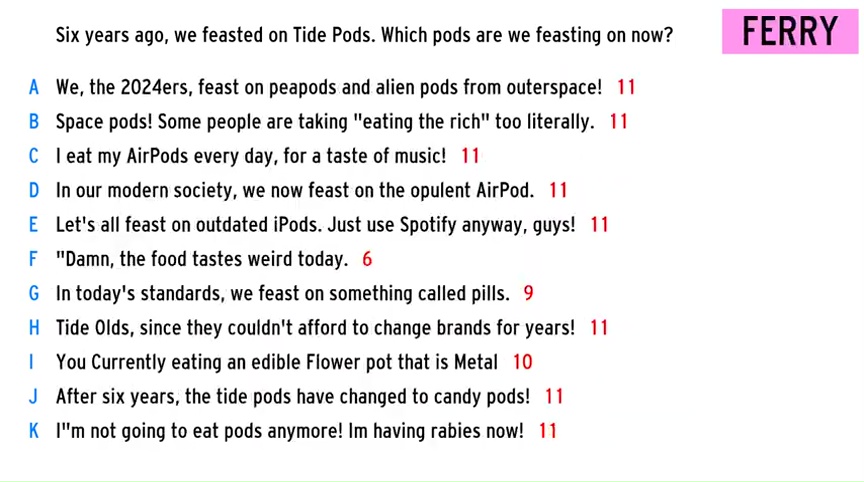 Six years ago, we feasted on Tide Pods. Which pods are we feasting on now?
FERRY
A We, the 2024ers, feast on peapods and alien pods from outerspace! 11
B Space pods! Some people are taking "eating the rich" too literally. 11
C I eat my AirPods every day, for a taste of music! 11
D In our modern society, we now feast on the opulent AirPod. 11
E Let's all feast on outdated iPods. Just use Spotify anyway, guys! 11
F "Damn, the food tastes weird today. 6
G In today's standards, we feast on something called pills. 9
H Tide Olds, since they couldn't afford to change brands for years! 11
I You Currently eating an edible Flower pot that is Metal 10
J After six years, the tide pods have changed to candy pods! 11
K I"m not going to eat pods anymore! Im having rabies now! 11